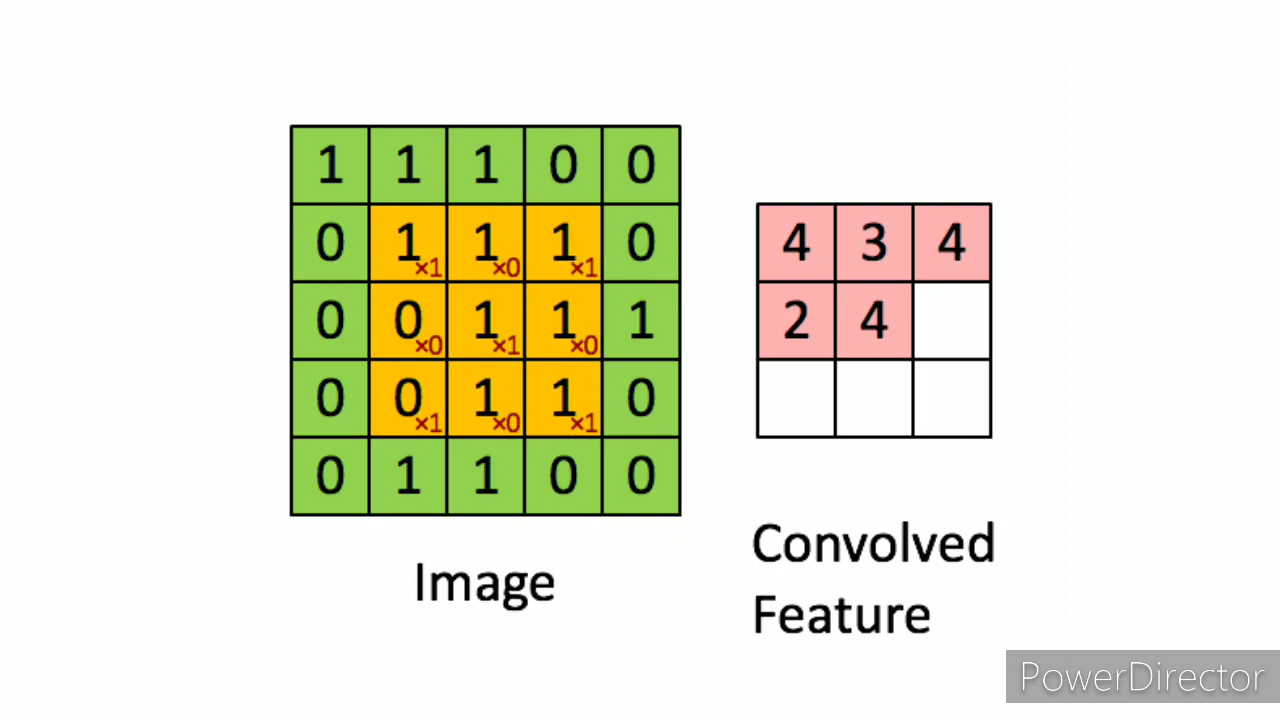 1 1 1 0 0
0 1×1 1×0 1×1 0
0 0×0 1×1 1×0 1
0 0×1 1×0 1×1 0
0 1 1 0 0
Image
4 3 4
2 4
Convolved
Feature
PowerDirector